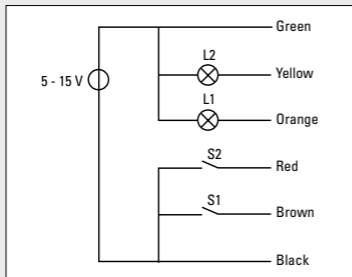 Green
L2
Yellow
5 - 15 V
L1
Orange
S2
Red
S1
Brown
Black